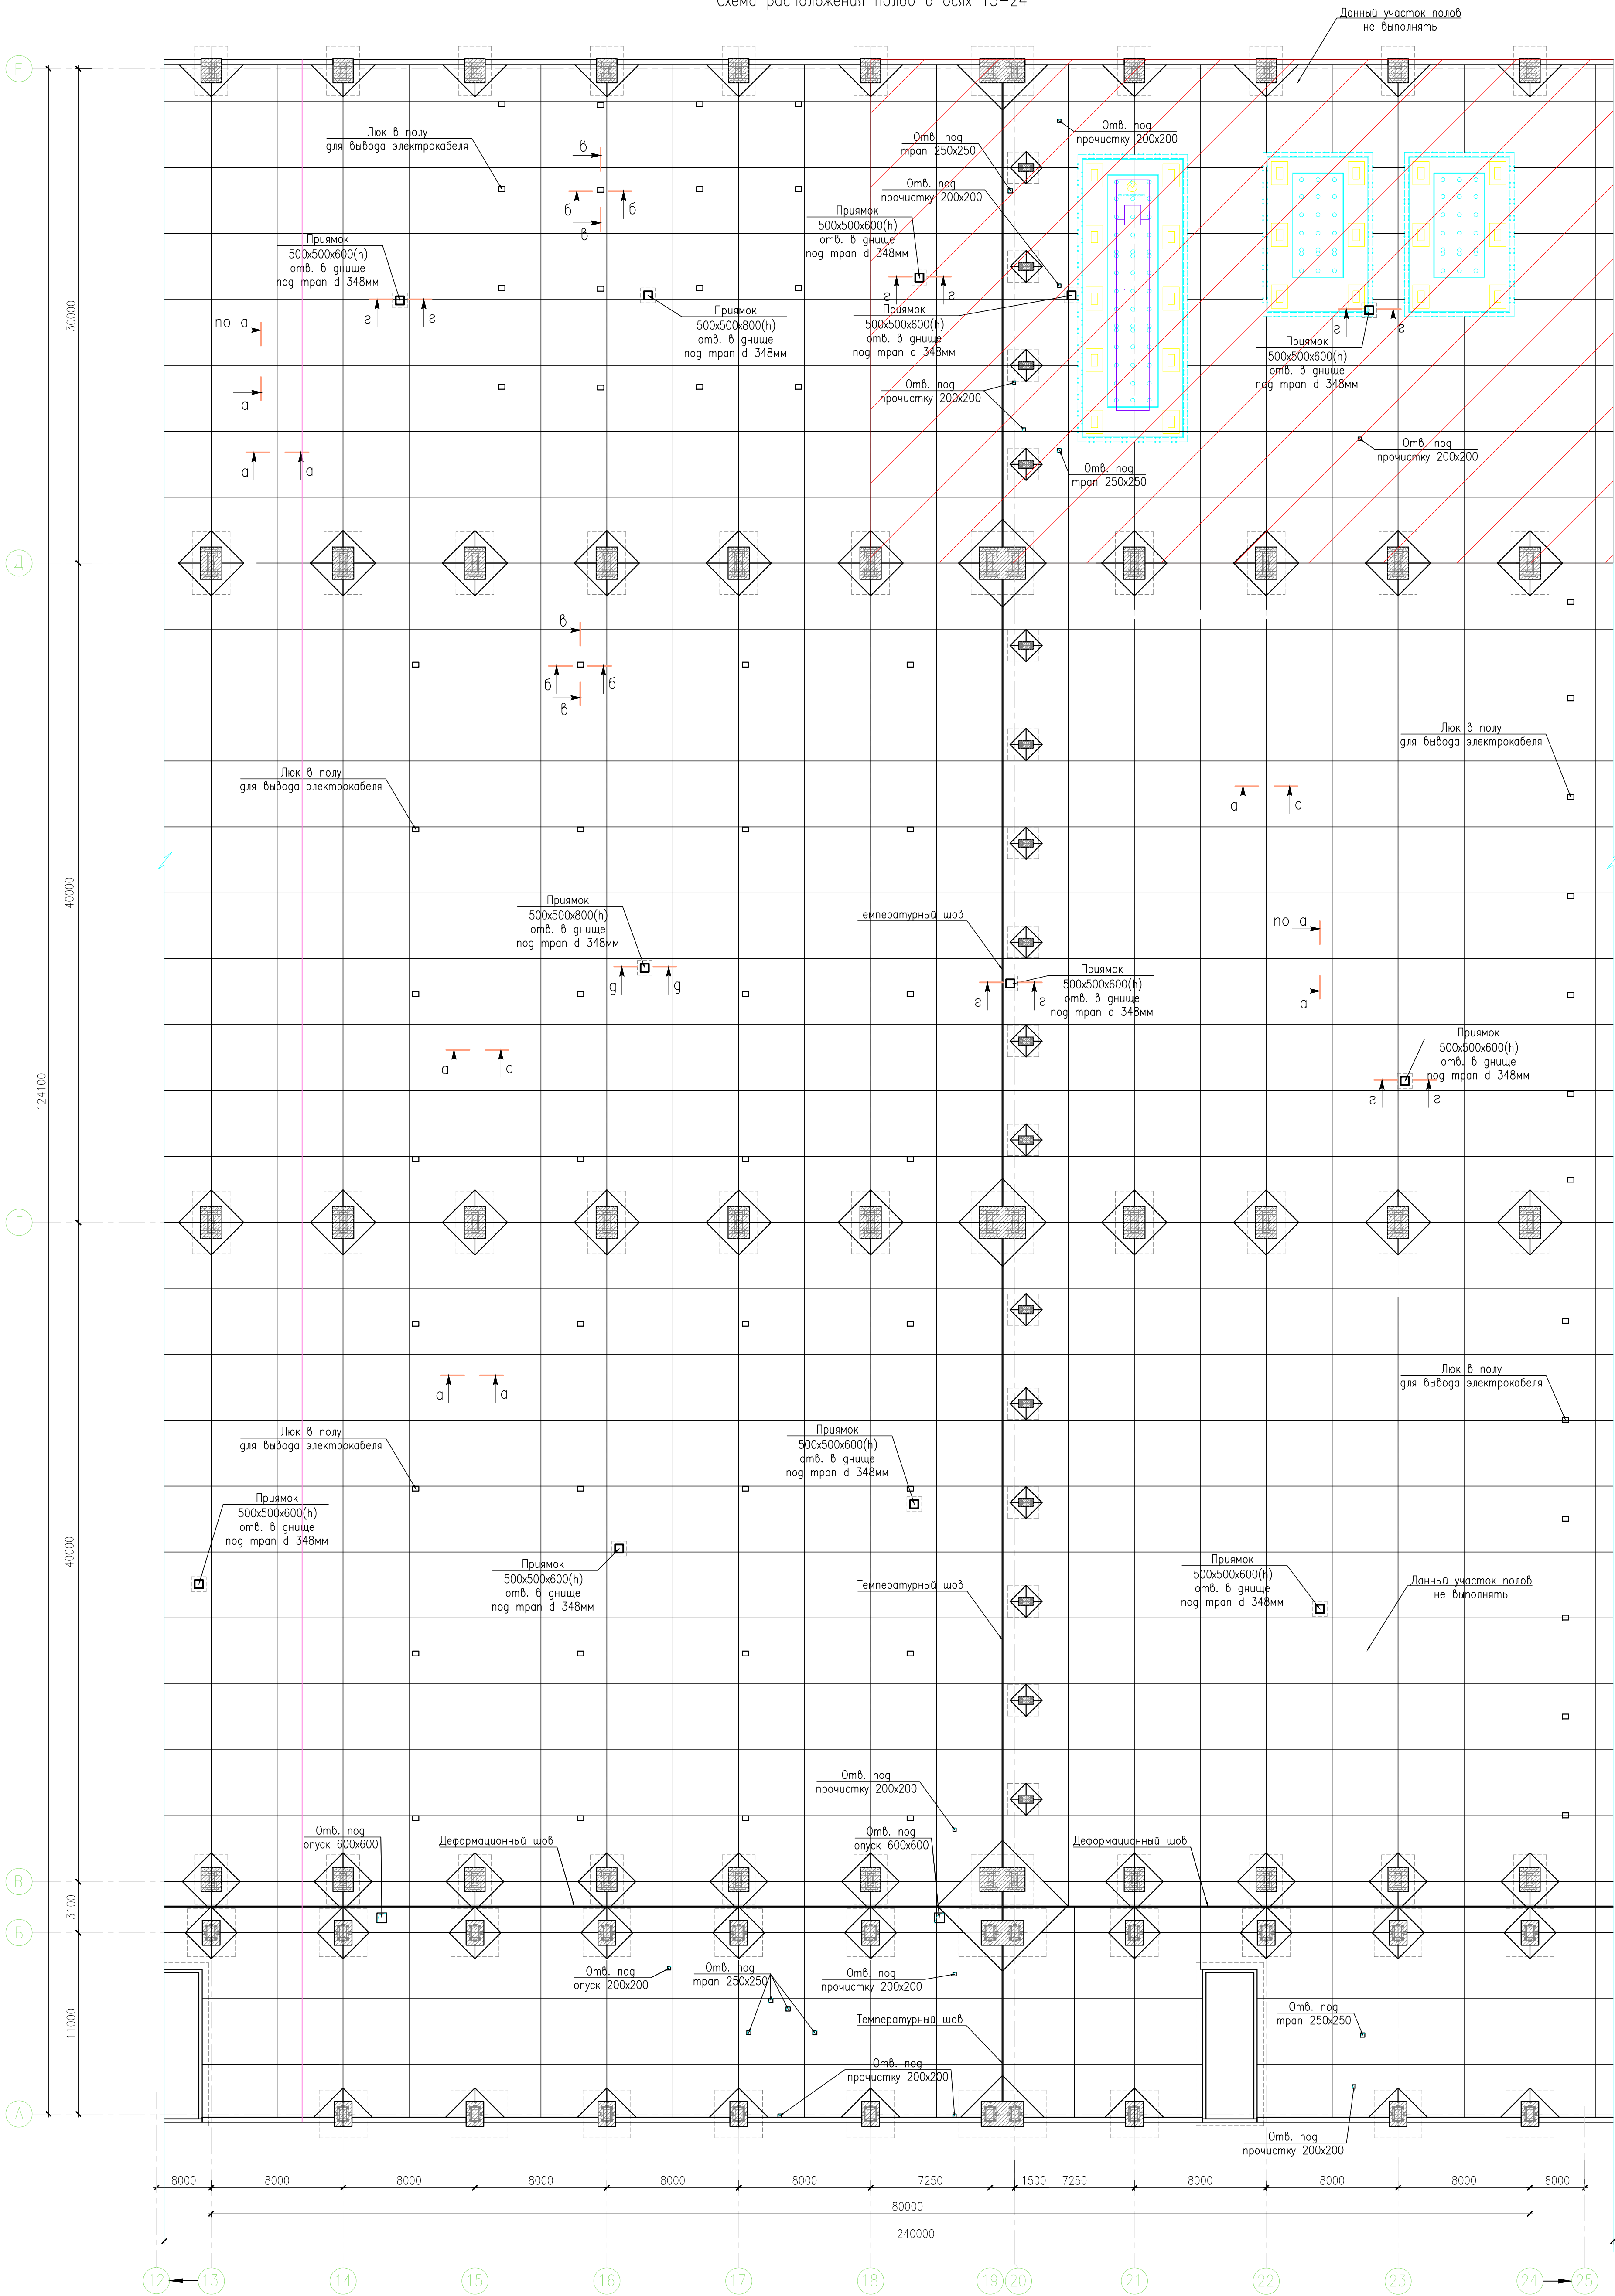 Схема расположения полов в осях 13-24
Данный участок полов
не выполнять
Е
Люк в полу
для вывода электрокабеля
в
Отв. под
трап 250х250
Отв. под
прочистку 200х200
Отв. под
прочистку 200х200
б
б
в
Приямок
500х500х600(h)
отв. в днище
под трап d 348мм
Приямок
500х500х600(h)
отв. в днище
под трап d 348мм
г
г
г
г
30000
по а
а
Приямок
500х500х800(h)
отв. в днище
под трап d 348мм
Приямок
500х500х600(h)
отв. в днище
под трап d 348мм
г
г
Приямок
500х500х600(h)
отв. в днище
под трап d 348мм
Отв. под
прочистку 200х200
Отв. под
прочистку 200х200
а
а
Отв. под
трап 250х250
Д
в
б
б
в
Люк в полу
для вывода электрокабеля
Люк в полу
для вывода электрокабеля
а
а
40000
Приямок
500х500х800(h)
отв. в днище
под трап d 348мм
Температурный шов
по а
а
д
д
Приямок
500х500х600(h)
отв. в днище
под трап d 348мм
г
г
Приямок
500х500х600(h)
отв. в днище
под трап d 348мм
г
г
а
а
124100
Г
Люк в полу
для вывода электрокабеля
а
а
Люк в полу
для вывода электрокабеля
Приямок
500х500х600(h)
отв. в днище
под трап d 348мм
Приямок
500х500х600(h)
отв. в днище
под трап d 348мм
40000
Приямок
500х500х600(h)
отв. в днище
под трап d 348мм
Температурный шов
Приямок
500х500х600(h)
отв. в днище
под трап d 348мм
Данный участок полов
не выполнять
Отв. под
прочистку 200х200
Отв. под
опуск 600х600
Деформационный шов
Отв. под
опуск 600х600
Деформационный шов
В
3100
Б
Отв. под
опуск 200х200
Отв. под
трап 250х250
Отв. под
прочистку 200х200
11000
Температурный шов
Отв. под
трап 250х250
Отв. под
прочистку 200х200
А
Отв. под
прочистку 200х200
8000 8000 8000 8000 8000 8000 7250 1500 7250 8000 8000 8000 8000
80000
240000
12 13 14 15 16 17 18 19 20 21 22 23 24 25